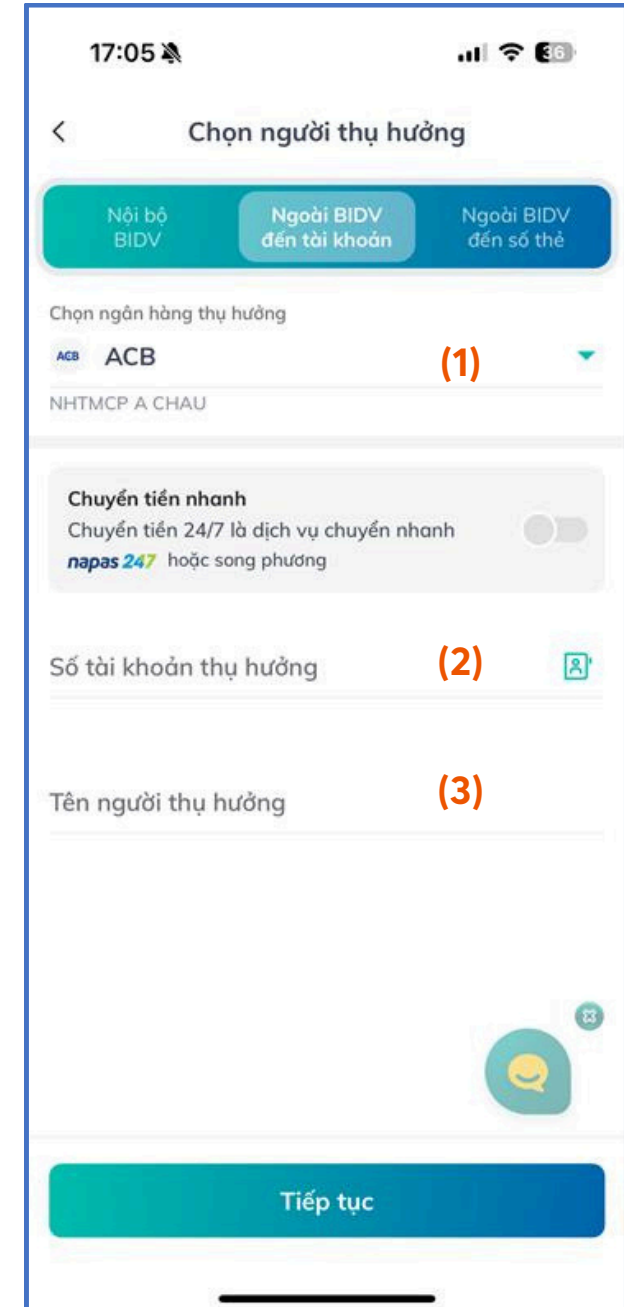 17:05
36
Chọn người thụ hưởng
Nội bộ
BIDV
Ngoài BIDV
đến tài khoản
Ngoài BIDV
đến số thẻ
Chọn ngân hàng thụ hưởng
ACB ACB (1)
NHTMCP A CHAU
Chuyển tiền nhanh
Chuyển tiền 24/7 là dịch vụ chuyển nhanh
napas 247 hoặc song phương
Số tài khoản thụ hưởng (2)
Tên người thụ hưởng (3)
Tiếp tục